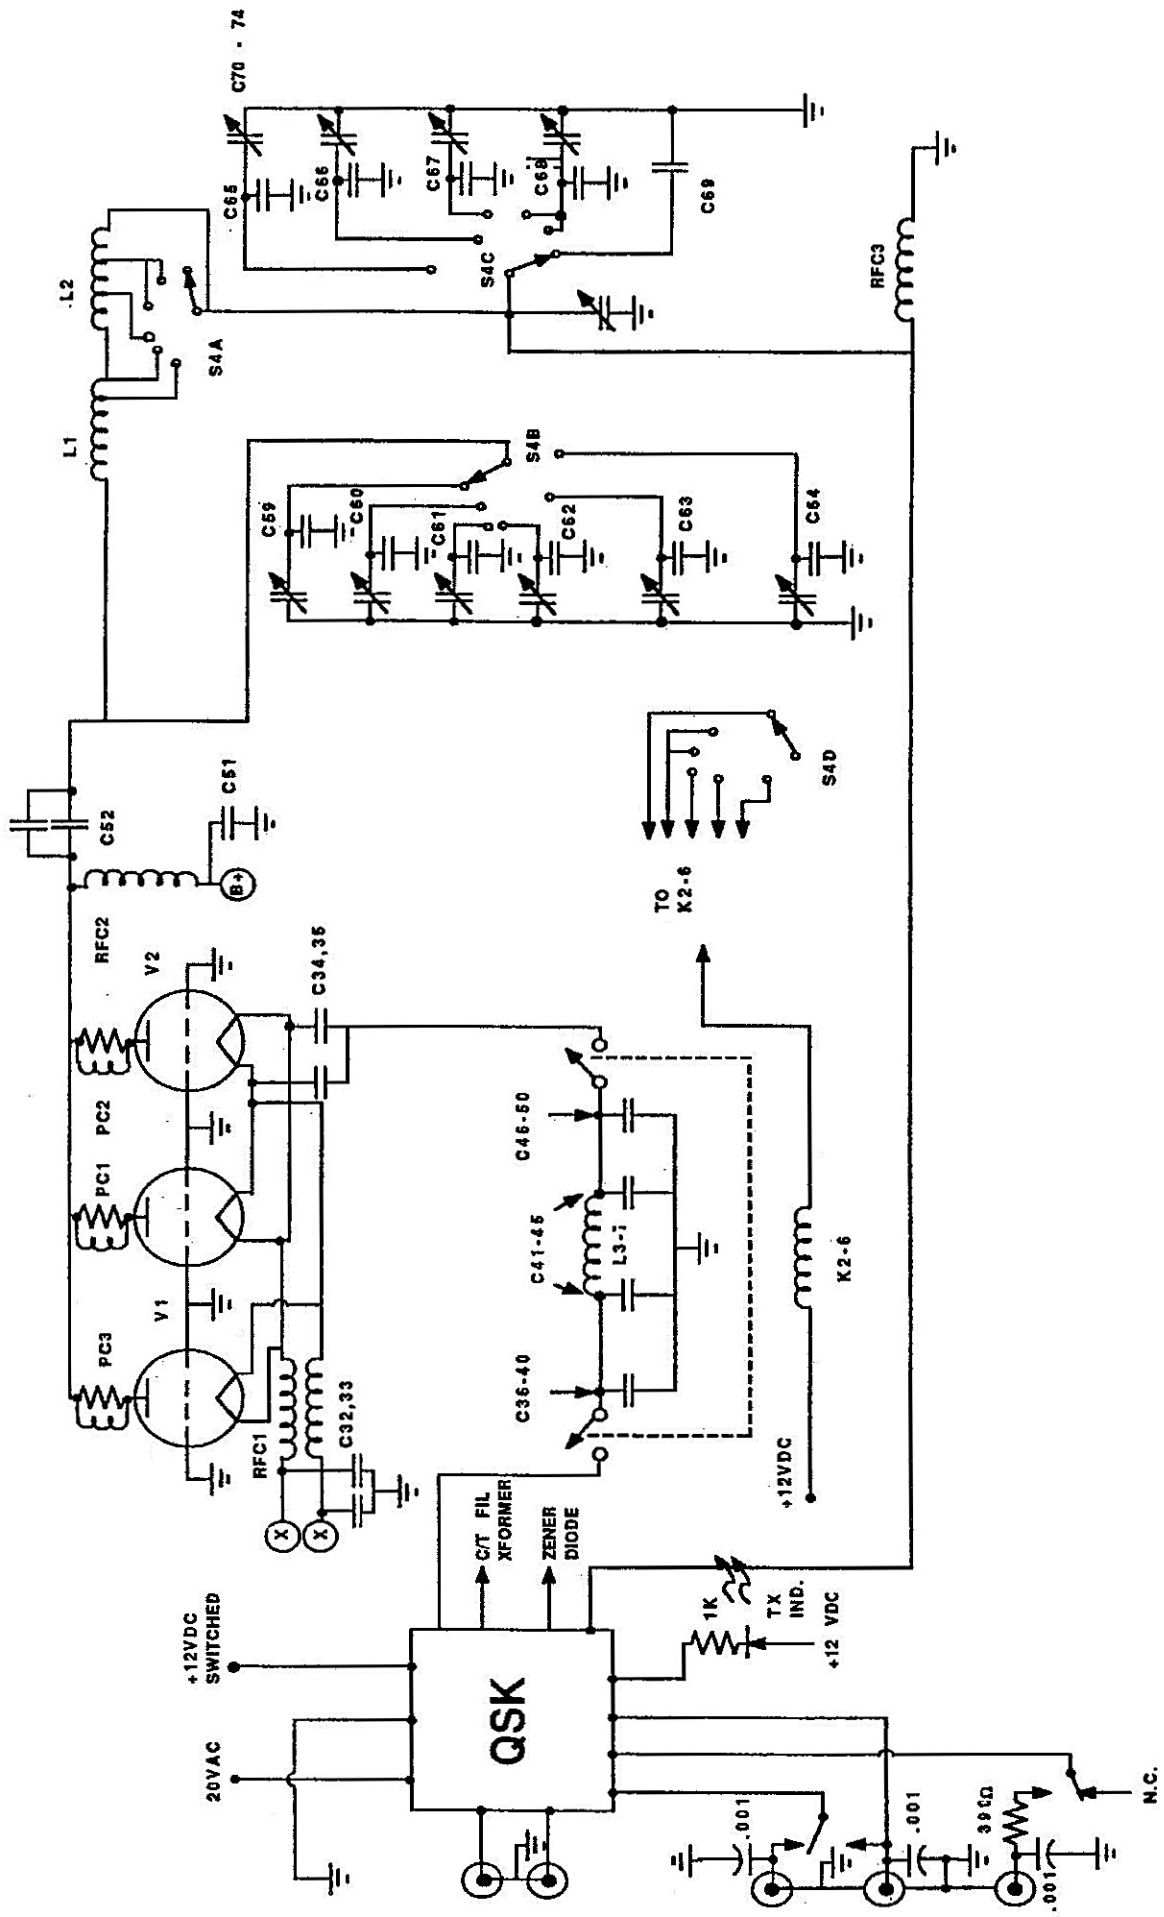 20VAC
+12VDC
SWITCHED
QSK
C/T FIL
XFORMER
ZENER
DIODE
1K
TX
IND.
+12 VDC
.001
.001
.001
390Ω
N.C.
X
X
RFC1
C32,33
PC3
V1
PC1
PC2
V2
RFC2
C34,35
B+
C51
C52
C36-40
C41-45
L3-7
C46-50
+12VDC
K2-6
TO
K2-6
S4D
L1
L2
S4A
C59
C60
C61
C62
C63
C64
S4B
C65
C66
C67
C68
C69
C70 - 74
S4C
RFC3